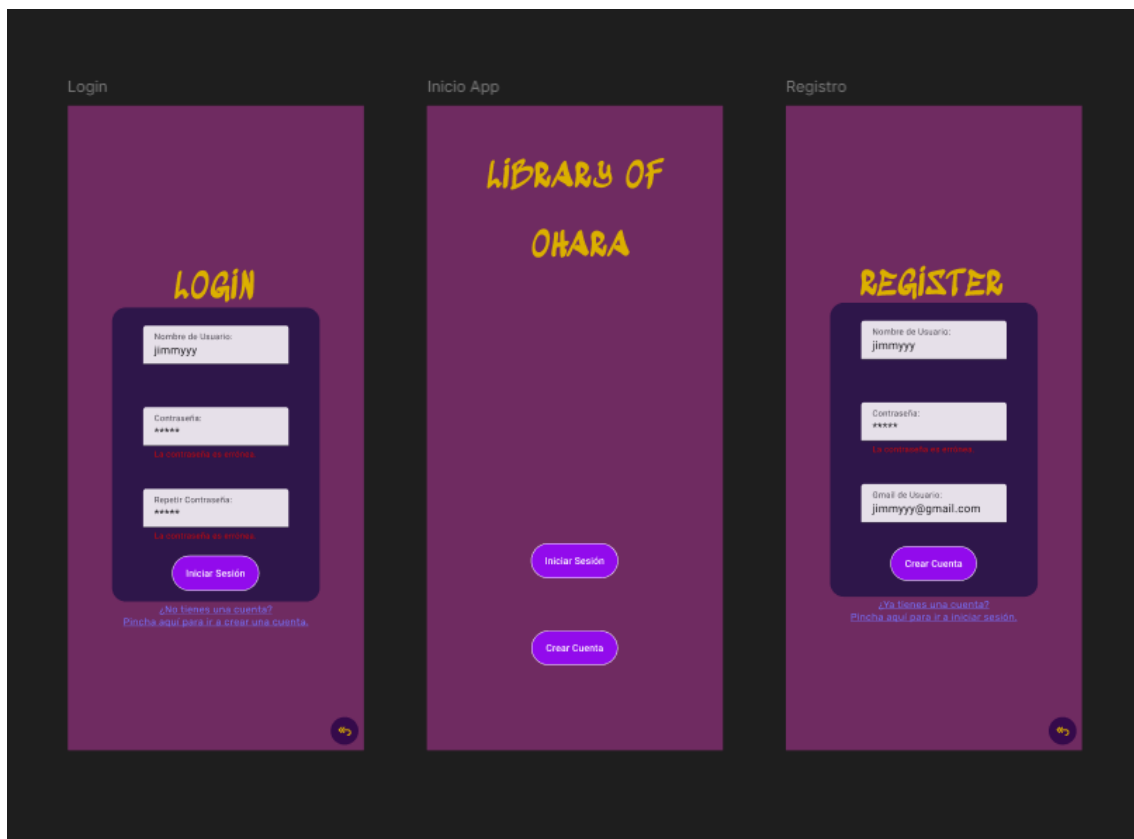 Login
LOGIN
Nombre de Usuario:
jimmyyy
Contraseña:
*****
La contraseña es errónea.
Repetir Contraseña:
*****
La contraseña es errónea.
Iniciar Sesión
¿No tienes una cuenta?
Pincha aquí para ir a crear una cuenta.
Inicio App
LIBRARY OF
OHARA
Iniciar Sesión
Crear Cuenta
Registro
REGISTER
Nombre de Usuario:
jimmyyy
Contraseña:
*****
La contraseña es errónea.
Gmail de Usuario:
jimmyyy@gmail.com
Crear Cuenta
¿Ya tienes una cuenta?
Pincha aquí para ir a iniciar sesión.